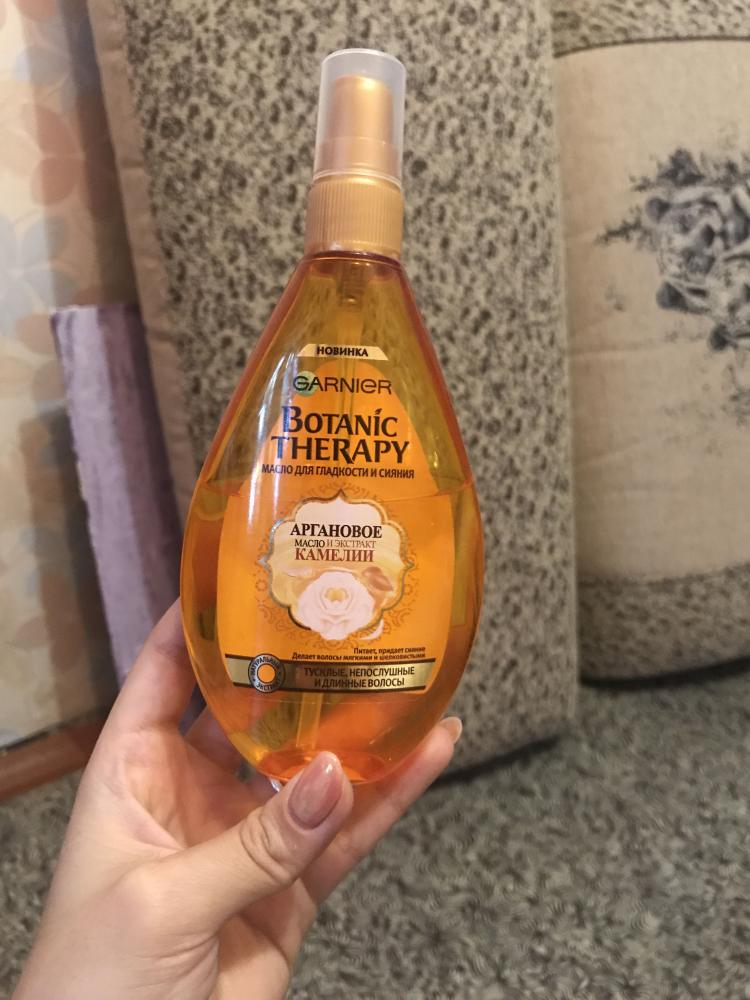 НОВИНКА
GARNIER
BOTANIC
THERAPY
МАСЛО ДЛЯ ГЛАДКОСТИ И СИЯНИЯ
АРГАНОВОЕ
МАСЛО И ЭКСТРАКТ
КАМЕЛИИ
Питает, придает сияние
Делает волосы мягкими и шелковистыми
ТУСКЛЫЕ, НЕПОСЛУШНЫЕ
И ДЛИННЫЕ ВОЛОСЫ